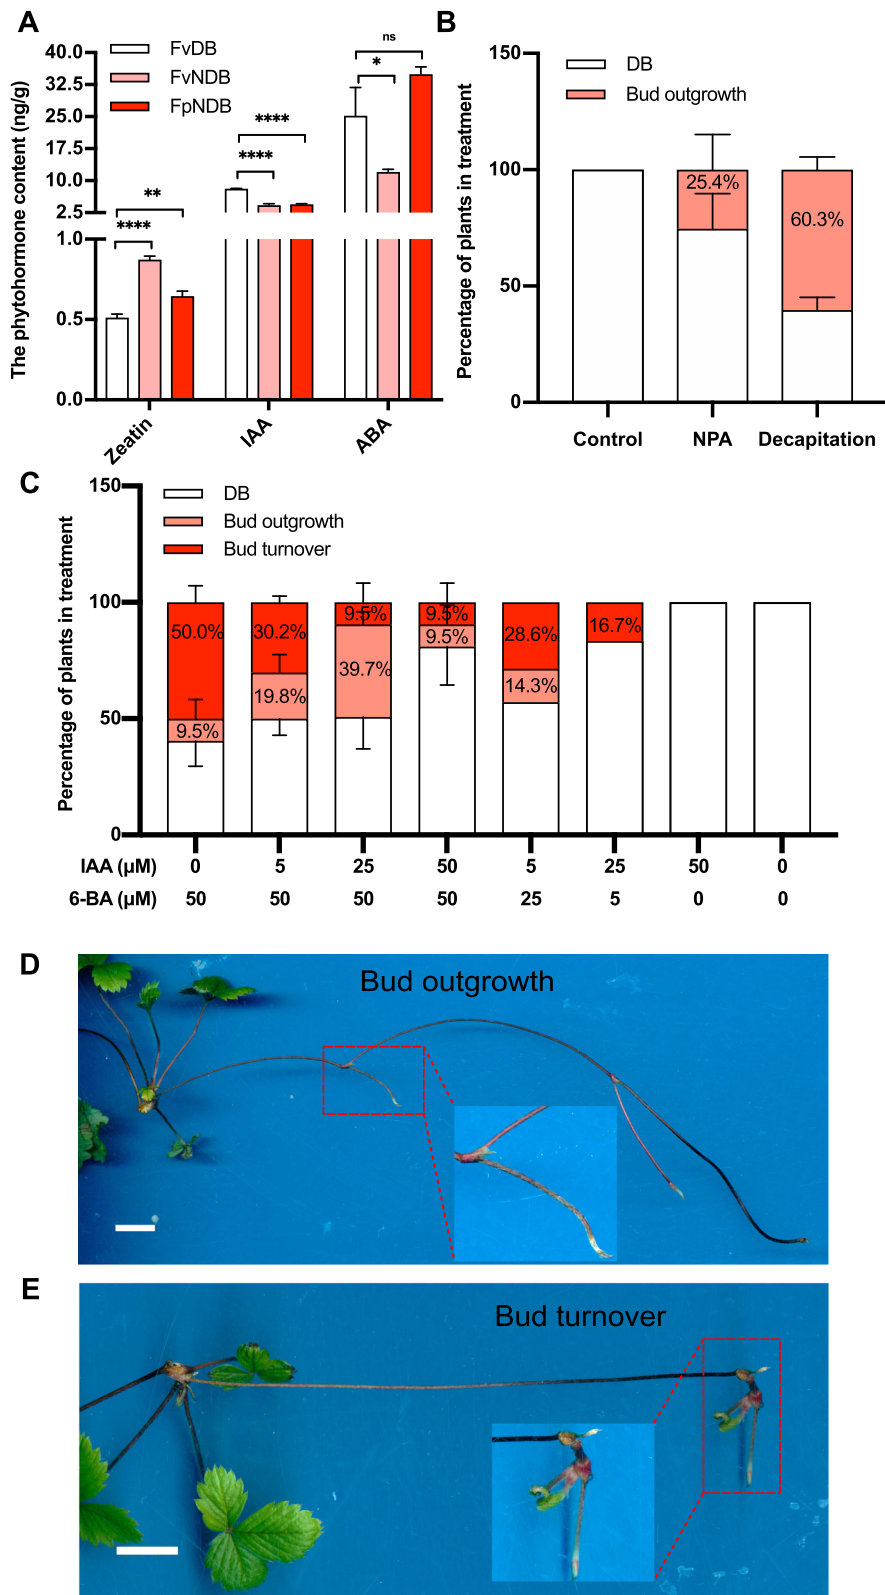 A
The phytohormone content (ng/g)
40.0
32.5
25.0
17.5
10.0
2.5
1.0
0.5
0.0
FvDB
FvNDB
FpNDB
****
**
****
****
*
ns
Zeatin
IAA
ABA
B
Percentage of plants in treatment
150
100
50
0
DB
Bud outgrowth
25.4%
60.3%
Control NPA Decapitation
C
Percentage of plants in treatment
150
100
50
0
DB
Bud outgrowth
Bud turnover
50.0% 30.2% 9.5% 9.5% 28.6% 16.7%
9.5% 19.8% 39.7% 9.5% 14.3%
IAA (μM) 0 5 25 50 5 25 50 0
6-BA (μM) 50 50 50 50 25 5 0 0
D
Bud outgrowth
E
Bud turnover